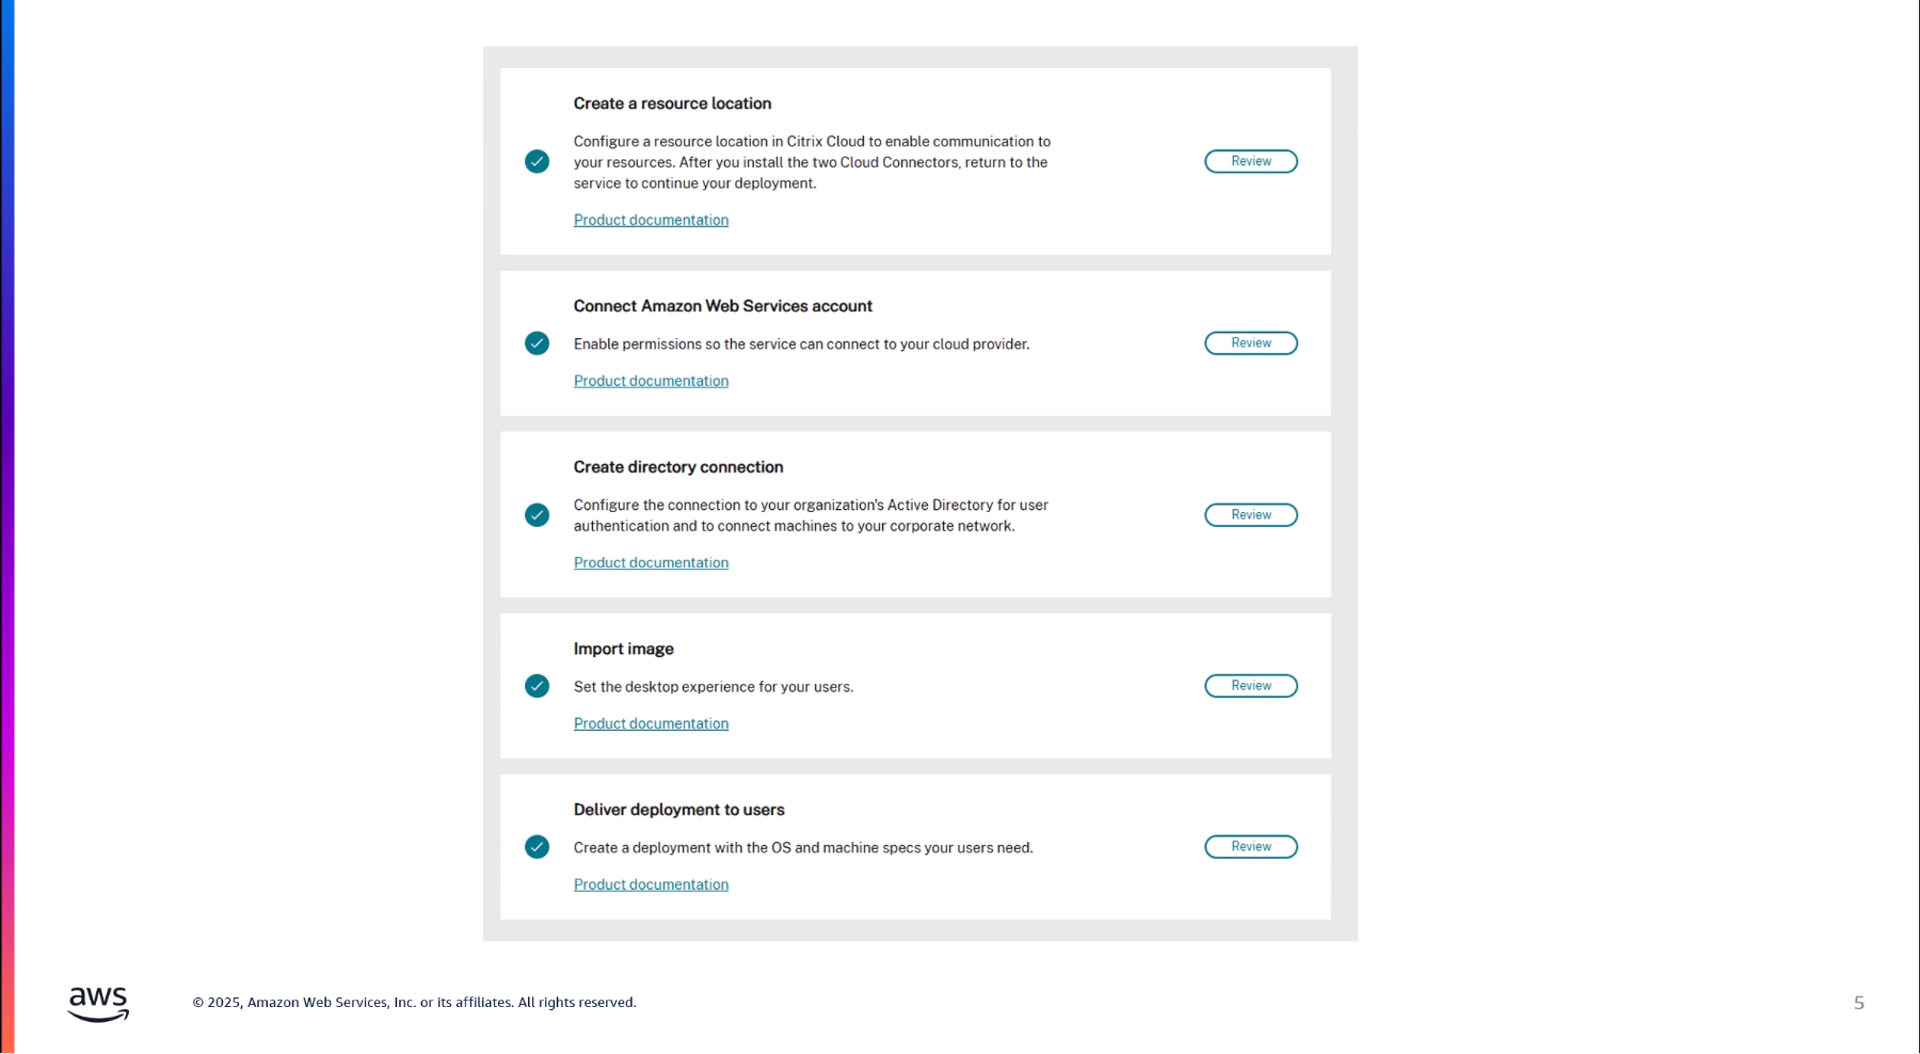 Create a resource location
Configure a resource location in Citrix Cloud to enable communication to
your resources. After you install the two Cloud Connectors, return to the
service to continue your deployment.
Review
Product documentation
Connect Amazon Web Services account
Enable permissions so the service can connect to your cloud provider.
Review
Product documentation
Create directory connection
Configure the connection to your organization's Active Directory for user
authentication and to connect machines to your corporate network.
Review
Product documentation
Import image
Set the desktop experience for your users.
Review
Product documentation
Deliver deployment to users
Create a deployment with the OS and machine specs your users need.
Review
Product documentation
aws
© 2025, Amazon Web Services, Inc. or its affiliates. All rights reserved.
5